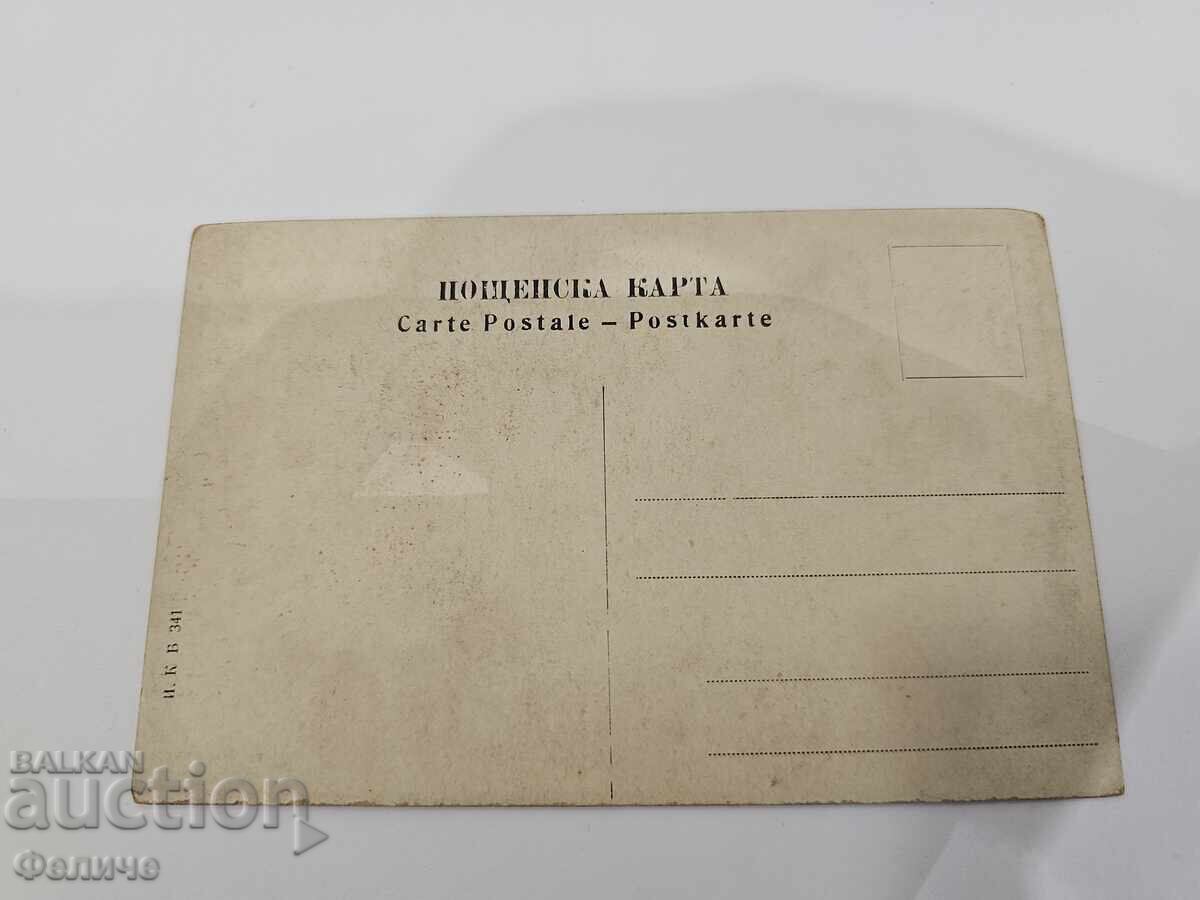 ПОЩЕНСКА КАРТА
Carte Postale – Postkarte
И. К Б 341
BALKAN
auction
Феличе